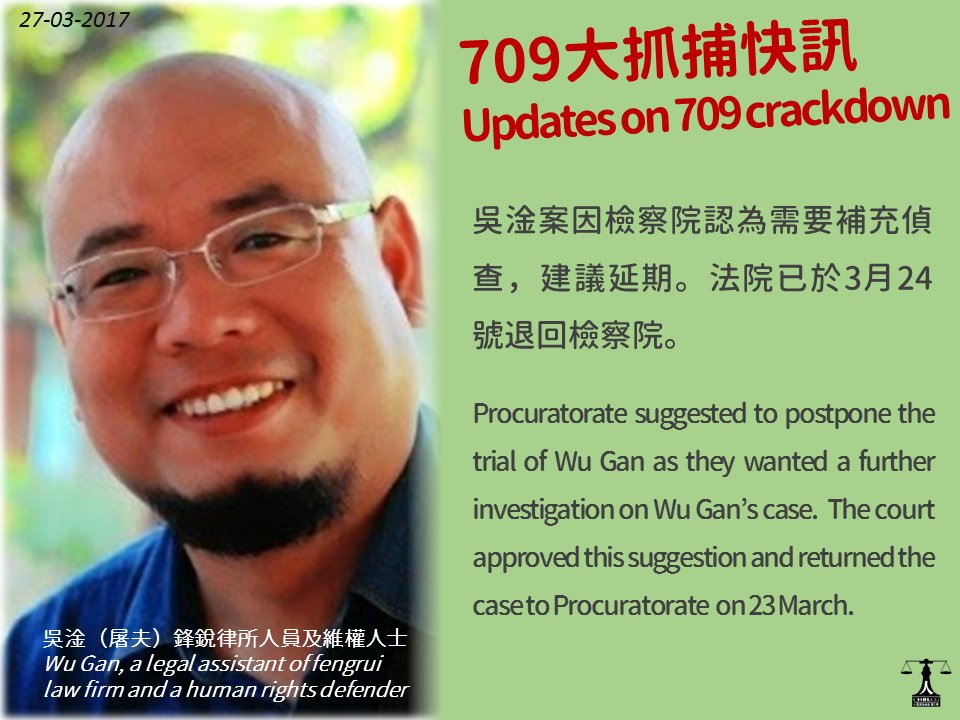 27-03-2017
709大抓捕快訊
Updates on 709 crackdown
吳淦案因檢察院認為需要補充偵
查，建議延期。法院已於3月24
號退回檢察院。
Procuratorate suggested to postpone the
trial of Wu Gan as they wanted a further
investigation on Wu Gan’s case. The court
approved this suggestion and returned the
case to Procuratorate on 23 March.
吳淦（屠夫）鋒銳律所人員及維權人士
Wu Gan, a legal assistant of fengrui
law firm and a human rights defender